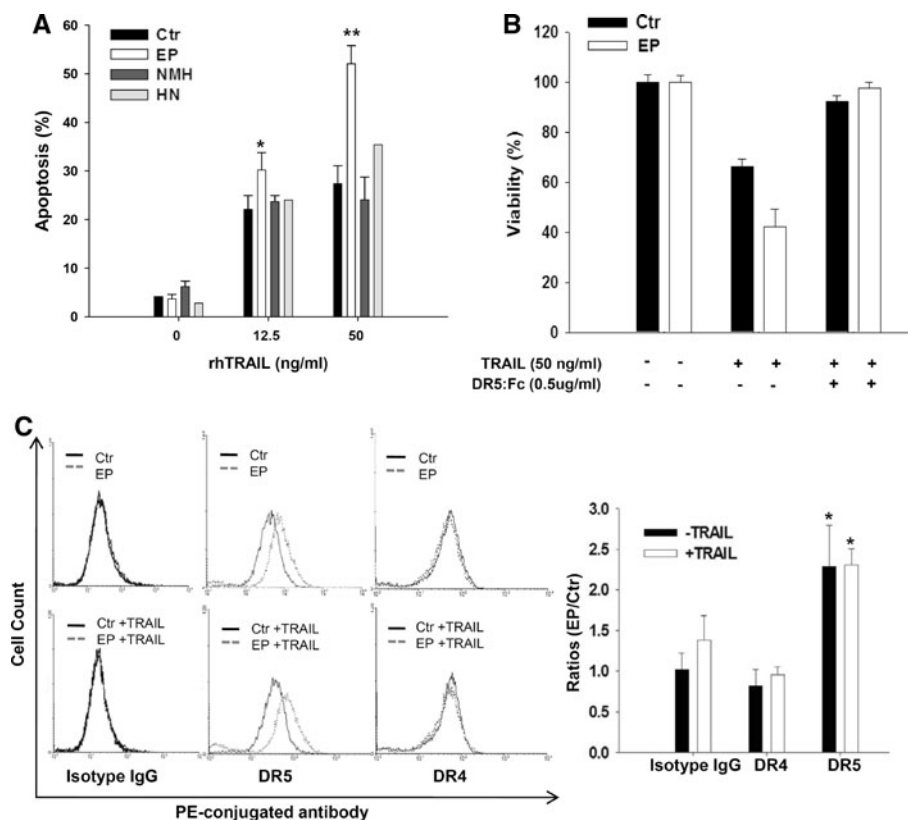 A
Ctr
EP
NMH
HN
*
**
Apoptosis (%)
60
50
40
30
20
10
0
0 12.5 50
rhTRAIL (ng/ml)
B
Ctr
EP
Viability (%)
120
100
80
60
40
20
0
TRAIL (50 ng/ml) - - + + + +
DR5:Fc (0.5ug/ml) - - - - + +
C
Cell Count
Ctr
EP
Ctr
EP
Ctr
EP
Ctr +TRAIL
EP +TRAIL
Ctr +TRAIL
EP +TRAIL
Ctr +TRAIL
EP +TRAIL
Isotype IgG DR5 DR4
PE-conjugated antibody
Ratios (EP/Ctr)
3.0
2.5
2.0
1.5
1.0
0.5
0.0
-TRAIL
+TRAIL
* *
Isotype IgG DR4 DR5